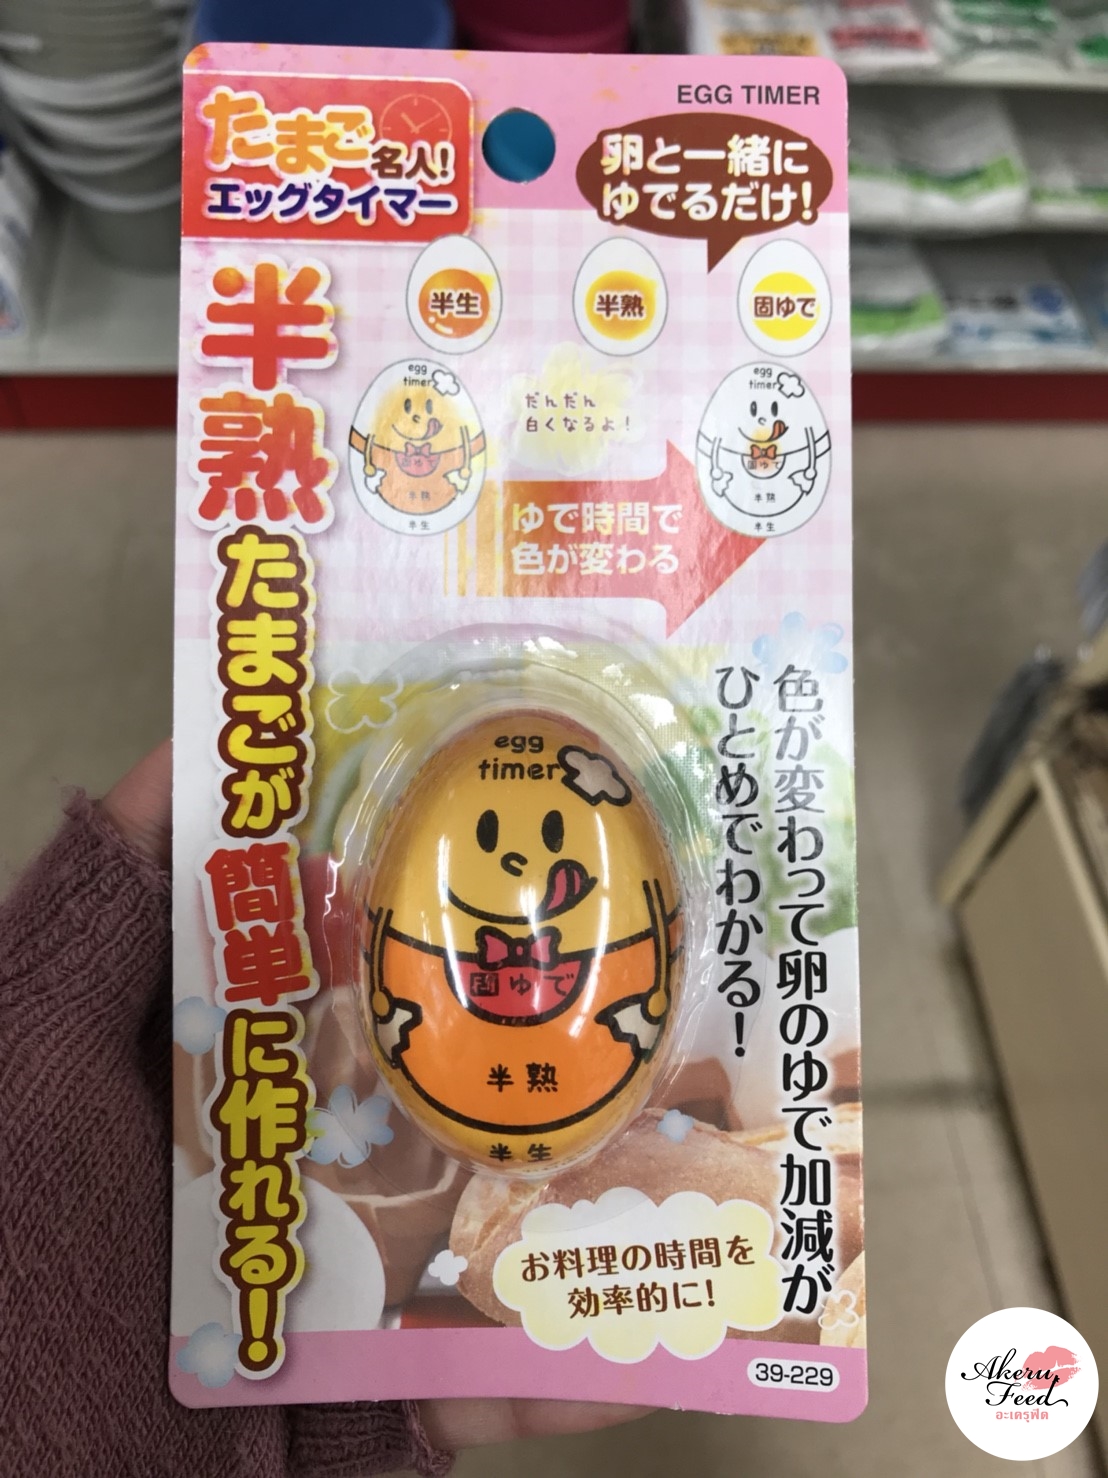 EGG TIMER
たまご名人!
エッグタイマー
卵と一緒に
ゆでるだけ!
半生
半熟
固ゆで
半熟たまごが簡単に作れる!
egg
timer
固ゆで
半熟
半生
だんだん
白くなるよ!
ゆで時間で
色が変わる
egg
timer
固ゆで
半熟
半生
色が変わって卵のゆで加減が
ひとめでわかる!
egg
timer
固ゆで
半熟
半生
お料理の時間を
効率的に!
39-229
Akeru
Feed
อะเครุฟีด